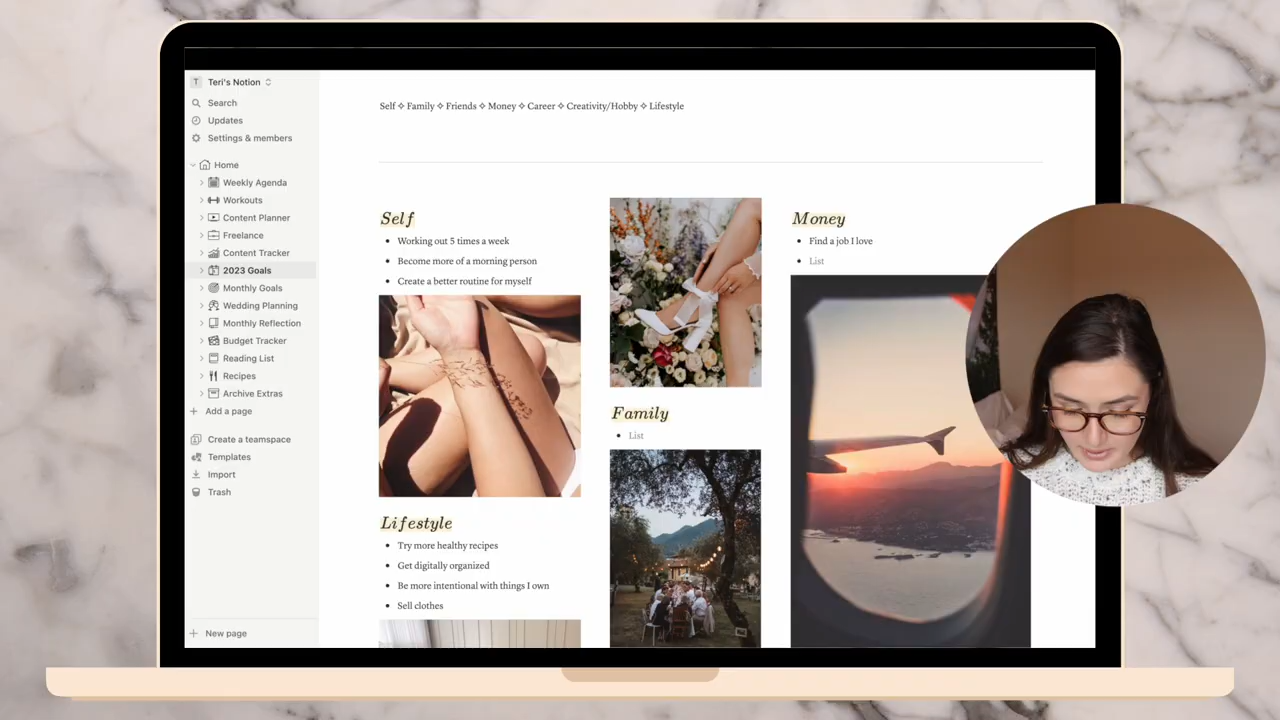 Teri's Notion
Search
Updates
Settings & members
Home
Weekly Agenda
Workouts
Content Planner
Freelance
Content Tracker
2023 Goals
Monthly Goals
Wedding Planning
Monthly Reflection
Budget Tracker
Reading List
Recipes
Archive Extras
Add a page
Create a teamspace
Templates
Import
Trash
New page
Self ✧ Family ✧ Friends ✧ Money ✧ Career ✧ Creativity/Hobby ✧ Lifestyle
Self
• Working out 5 times a week
• Become more of a morning person
• Create a better routine for myself
Lifestyle
• Try more healthy recipes
• Get digitally organized
• Be more intentional with things I own
• Sell clothes
Family
• List
Money
• Find a job I love
• List